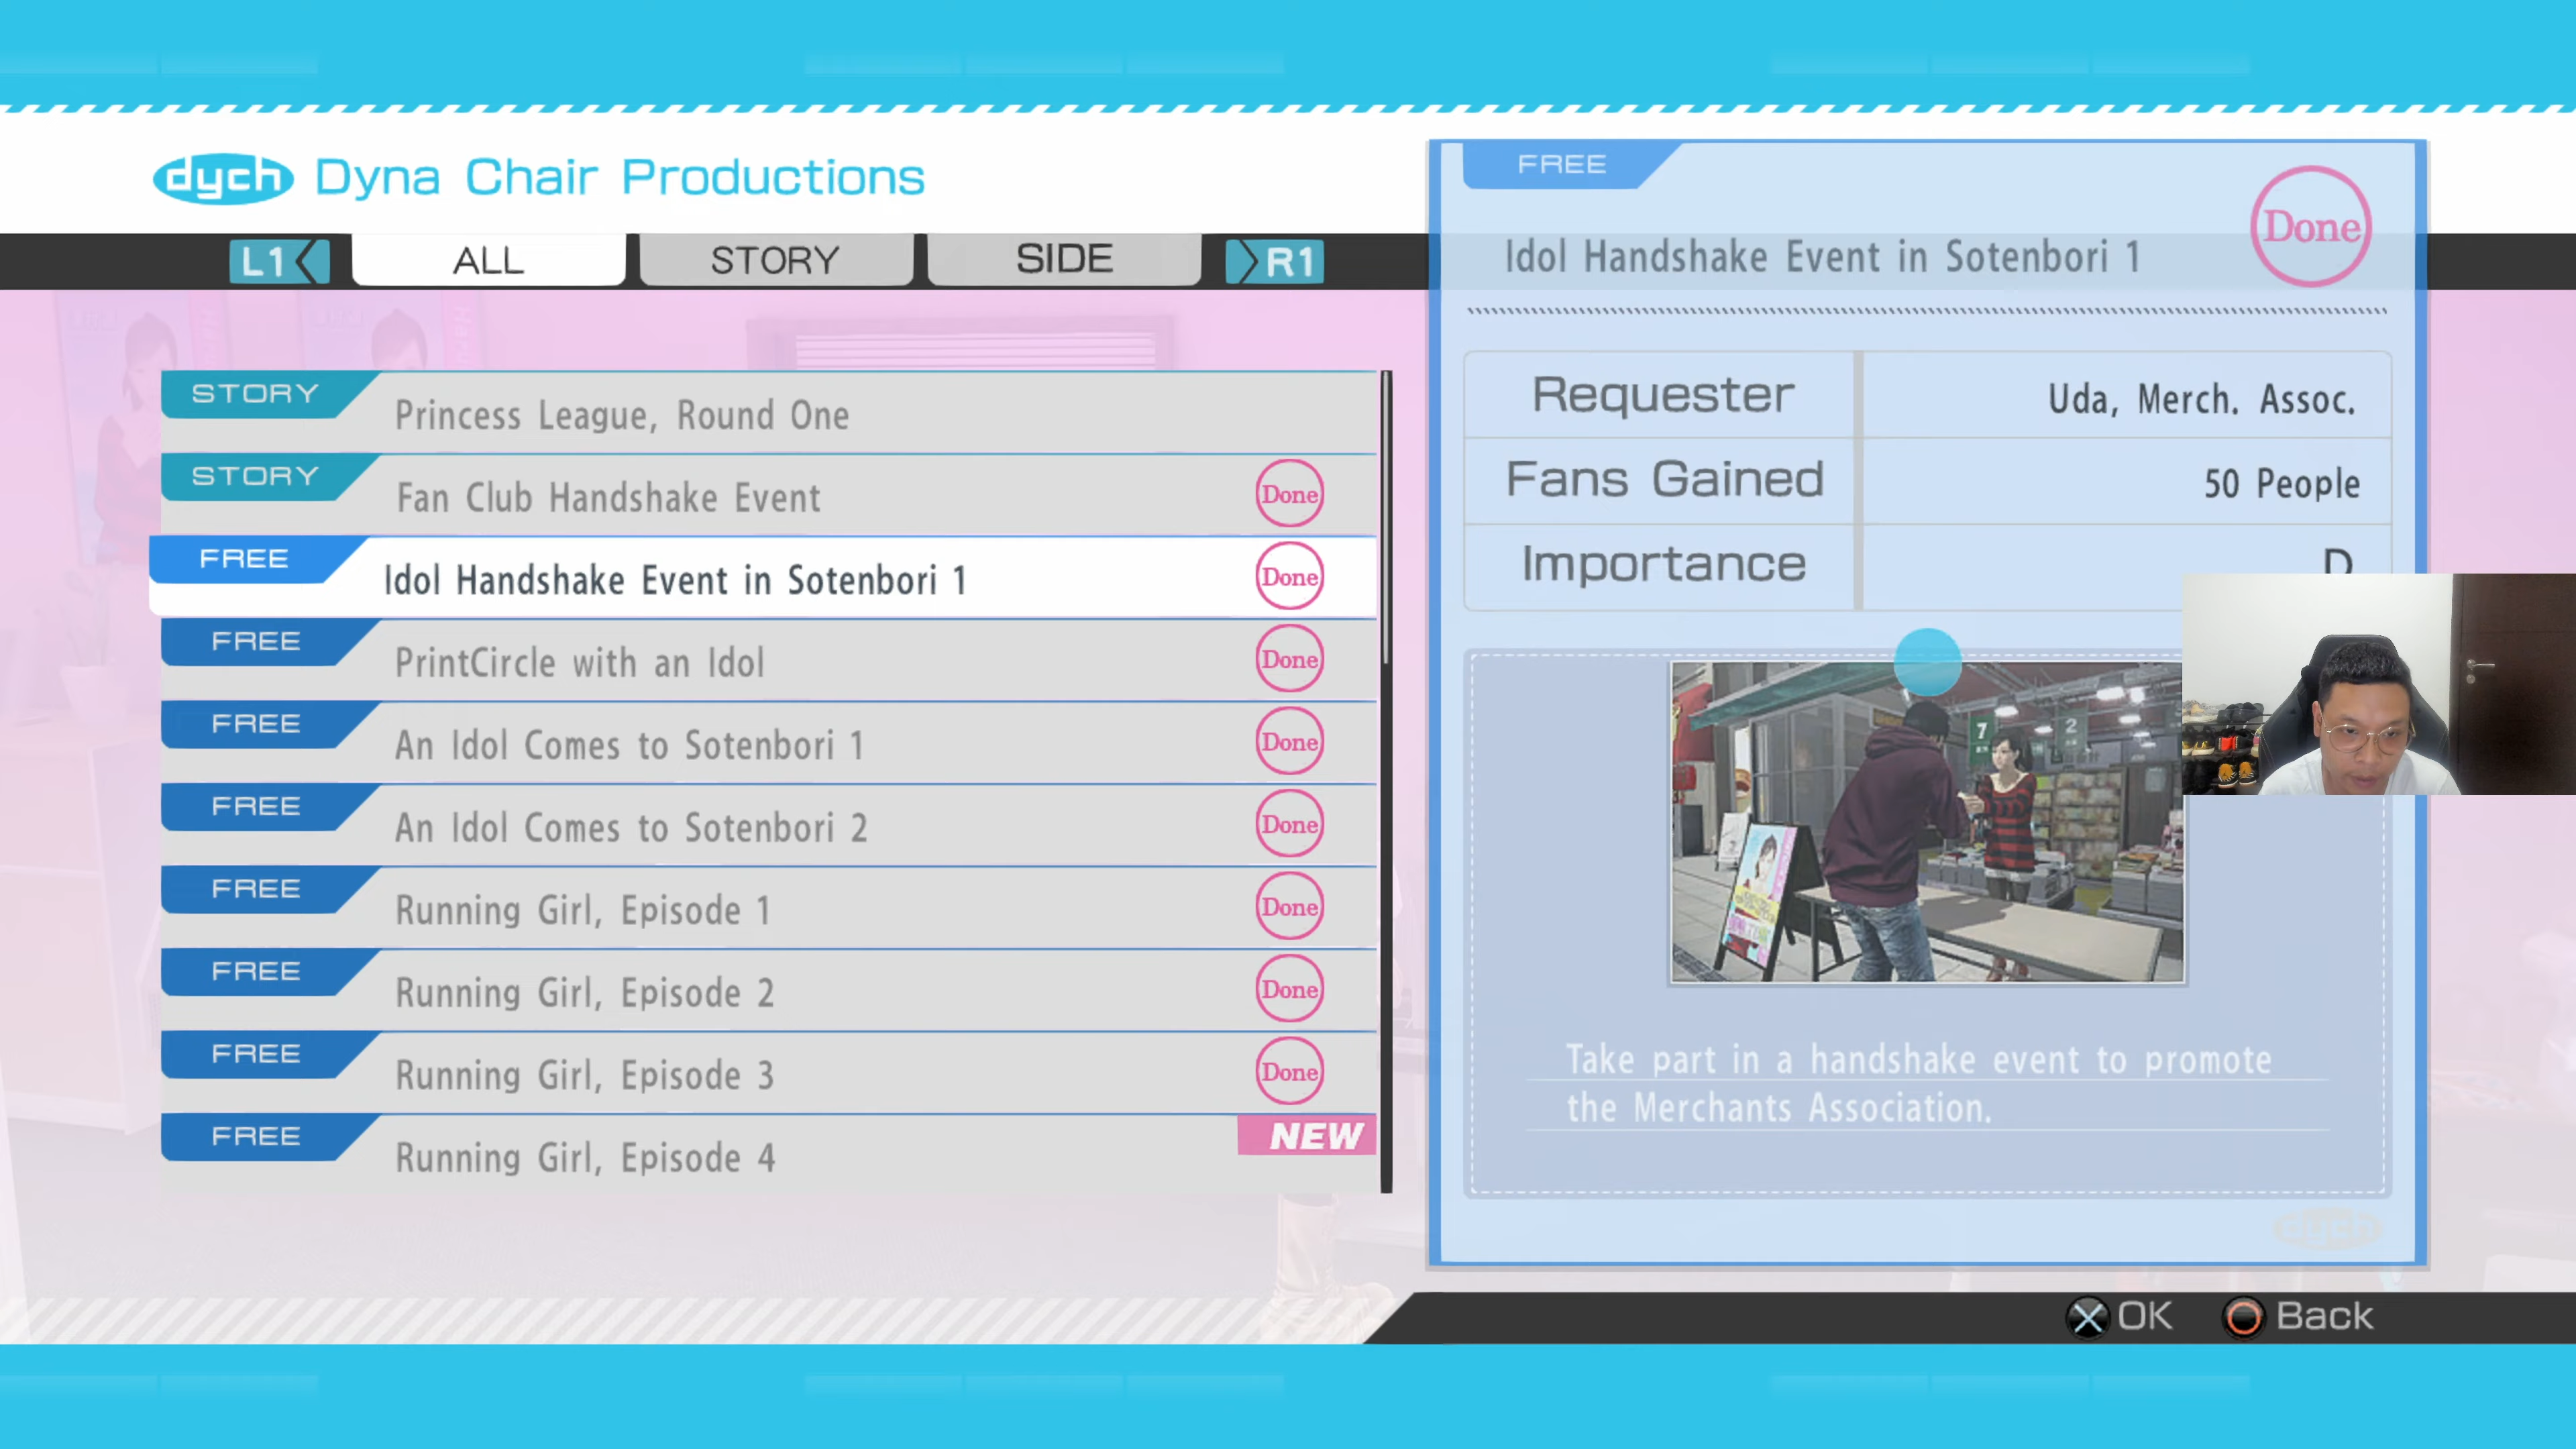 dych Dyna Chair Productions
L1 ALL STORY SIDE R1
STORY Princess League, Round One
STORY Fan Club Handshake Event Done
FREE Idol Handshake Event in Sotenbori 1 Done
FREE PrintCircle with an Idol Done
FREE An Idol Comes to Sotenbori 1 Done
FREE An Idol Comes to Sotenbori 2 Done
FREE Running Girl, Episode 1 Done
FREE Running Girl, Episode 2 Done
FREE Running Girl, Episode 3 Done
FREE Running Girl, Episode 4 NEW
FREE
Idol Handshake Event in Sotenbori 1 Done
Requester Uda, Merch. Assoc.
Fans Gained 50 People
Importance D
7 2
Take part in a handshake event to promote
the Merchants Association.
dych
OK Back